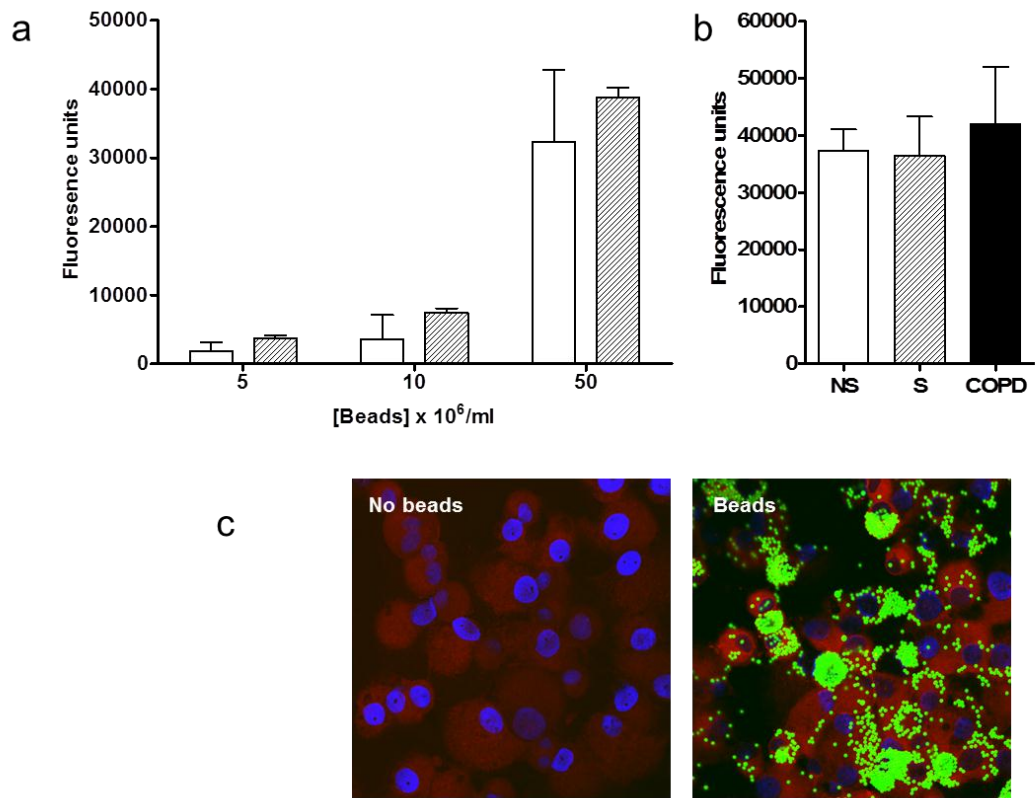 a
50000
40000
30000
20000
10000
0
Fluoresence units
5 10 50
[Beads] x 10⁶/ml
b
60000
50000
40000
30000
20000
10000
0
Fluorescence units
NS S COPD
c
No beads
Beads